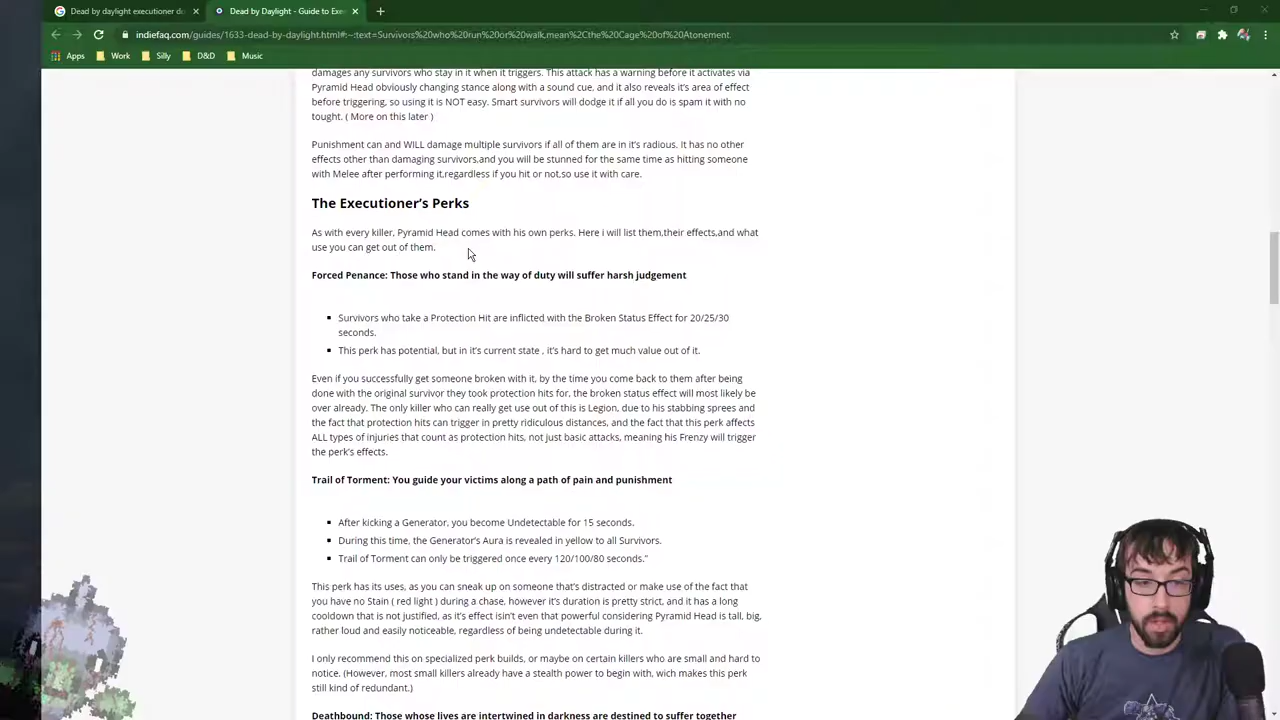 Dead by daylight executioner do
Dead by Daylight - Guide to Exe
indiefaq.com/guides/1633-dead-by-daylight.html#:~:text=Survivors%20who%20run%20or%20walk,mean%2Cthe%20Cage%20of%20Atonement.
Apps Work Silly D&D Music
damages any survivors who stay in it when it triggers. This attack has a warning before it activates via
Pyramid Head obviously changing stance along with a sound cue, and it also reveals it's area of effect
before triggering, so using it is NOT easy. Smart survivors will dodge it if all you do is spam it with no
tought. ( More on this later )
Punishment can and WILL damage multiple survivors if all of them are in it's radious. It has no other
effects other than damaging survivors,and you will be stunned for the same time as hitting someone
with Melee after performing it,regardless if you hit or not,so use it with care.
The Executioner's Perks
As with every killer, Pyramid Head comes with his own perks. Here i will list them,their effects,and what
use you can get out of them.
Forced Penance: Those who stand in the way of duty will suffer harsh judgement
▪ Survivors who take a Protection Hit are inflicted with the Broken Status Effect for 20/25/30
seconds.
▪ This perk has potential, but in it's current state , it's hard to get much value out of it.
Even if you successfully get someone broken with it, by the time you come back to them after being
done with the original survivor they took protection hits for, the broken status effect will most likely be
over already. The only killer who can really get use out of this is Legion, due to his stabbing sprees and
the fact that protection hits can trigger in pretty ridiculous distances, and the fact that this perk affects
ALL types of injuries that count as protection hits, not just basic attacks, meaning his Frenzy will trigger
the perk's effects.
Trail of Torment: You guide your victims along a path of pain and punishment
▪ After kicking a Generator, you become Undetectable for 15 seconds.
▪ During this time, the Generator's Aura is revealed in yellow to all Survivors.
▪ Trail of Torment can only be triggered once every 120/100/80 seconds."
This perk has its uses, as you can sneak up on someone that's distracted or make use of the fact that
you have no Stain ( red light ) during a chase, however it's duration is pretty strict, and it has a long
cooldown that is not justified, as it's effect isin't even that powerful considering Pyramid Head is tall, big,
rather loud and easily noticeable, regardless of being undetectable during it.
I only recommend this on specialized perk builds, or maybe on certain killers who are small and hard to
notice. (However, most small killers already have a stealth power to begin with, wich makes this perk
still kind of redundant.)
Deathbound: Those whose lives are intertwined in darkness are destined to suffer together